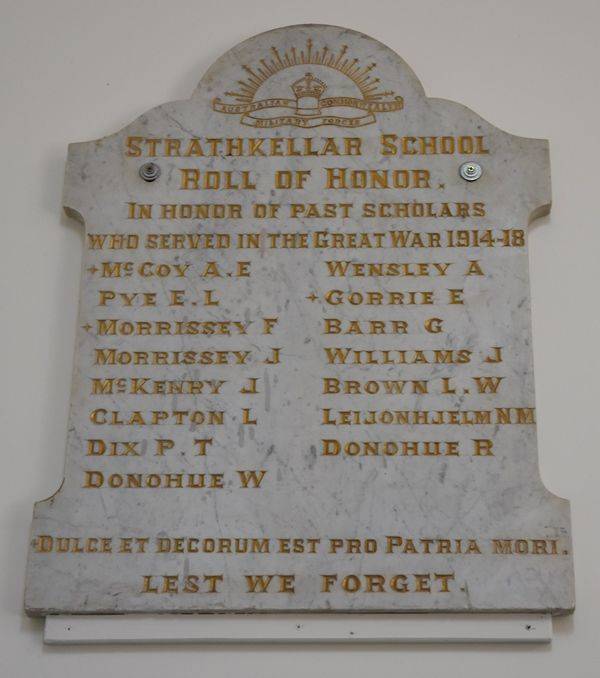 AUSTRALIAN COMMONWEALTH
MILITARY FORCES
STRATHKELLAR SCHOOL
ROLL OF HONOR.
IN HONOR OF PAST SCHOLARS
WHO SERVED IN THE GREAT WAR 1914-18
+McCOY A.E
PYE E.L
+MORRISSEY F
MORRISSEY J
McKENRY J
CLAPTON L
DIX P.T
DONOHUE W
WENSLEY A
+GORRIE E
BARR G
WILLIAMS J
BROWN L.W
LEIJONHJELM N M
DONOHUE R
+DULCE ET DECORUM EST PRO PATRIA MORI.
LEST WE FORGET.